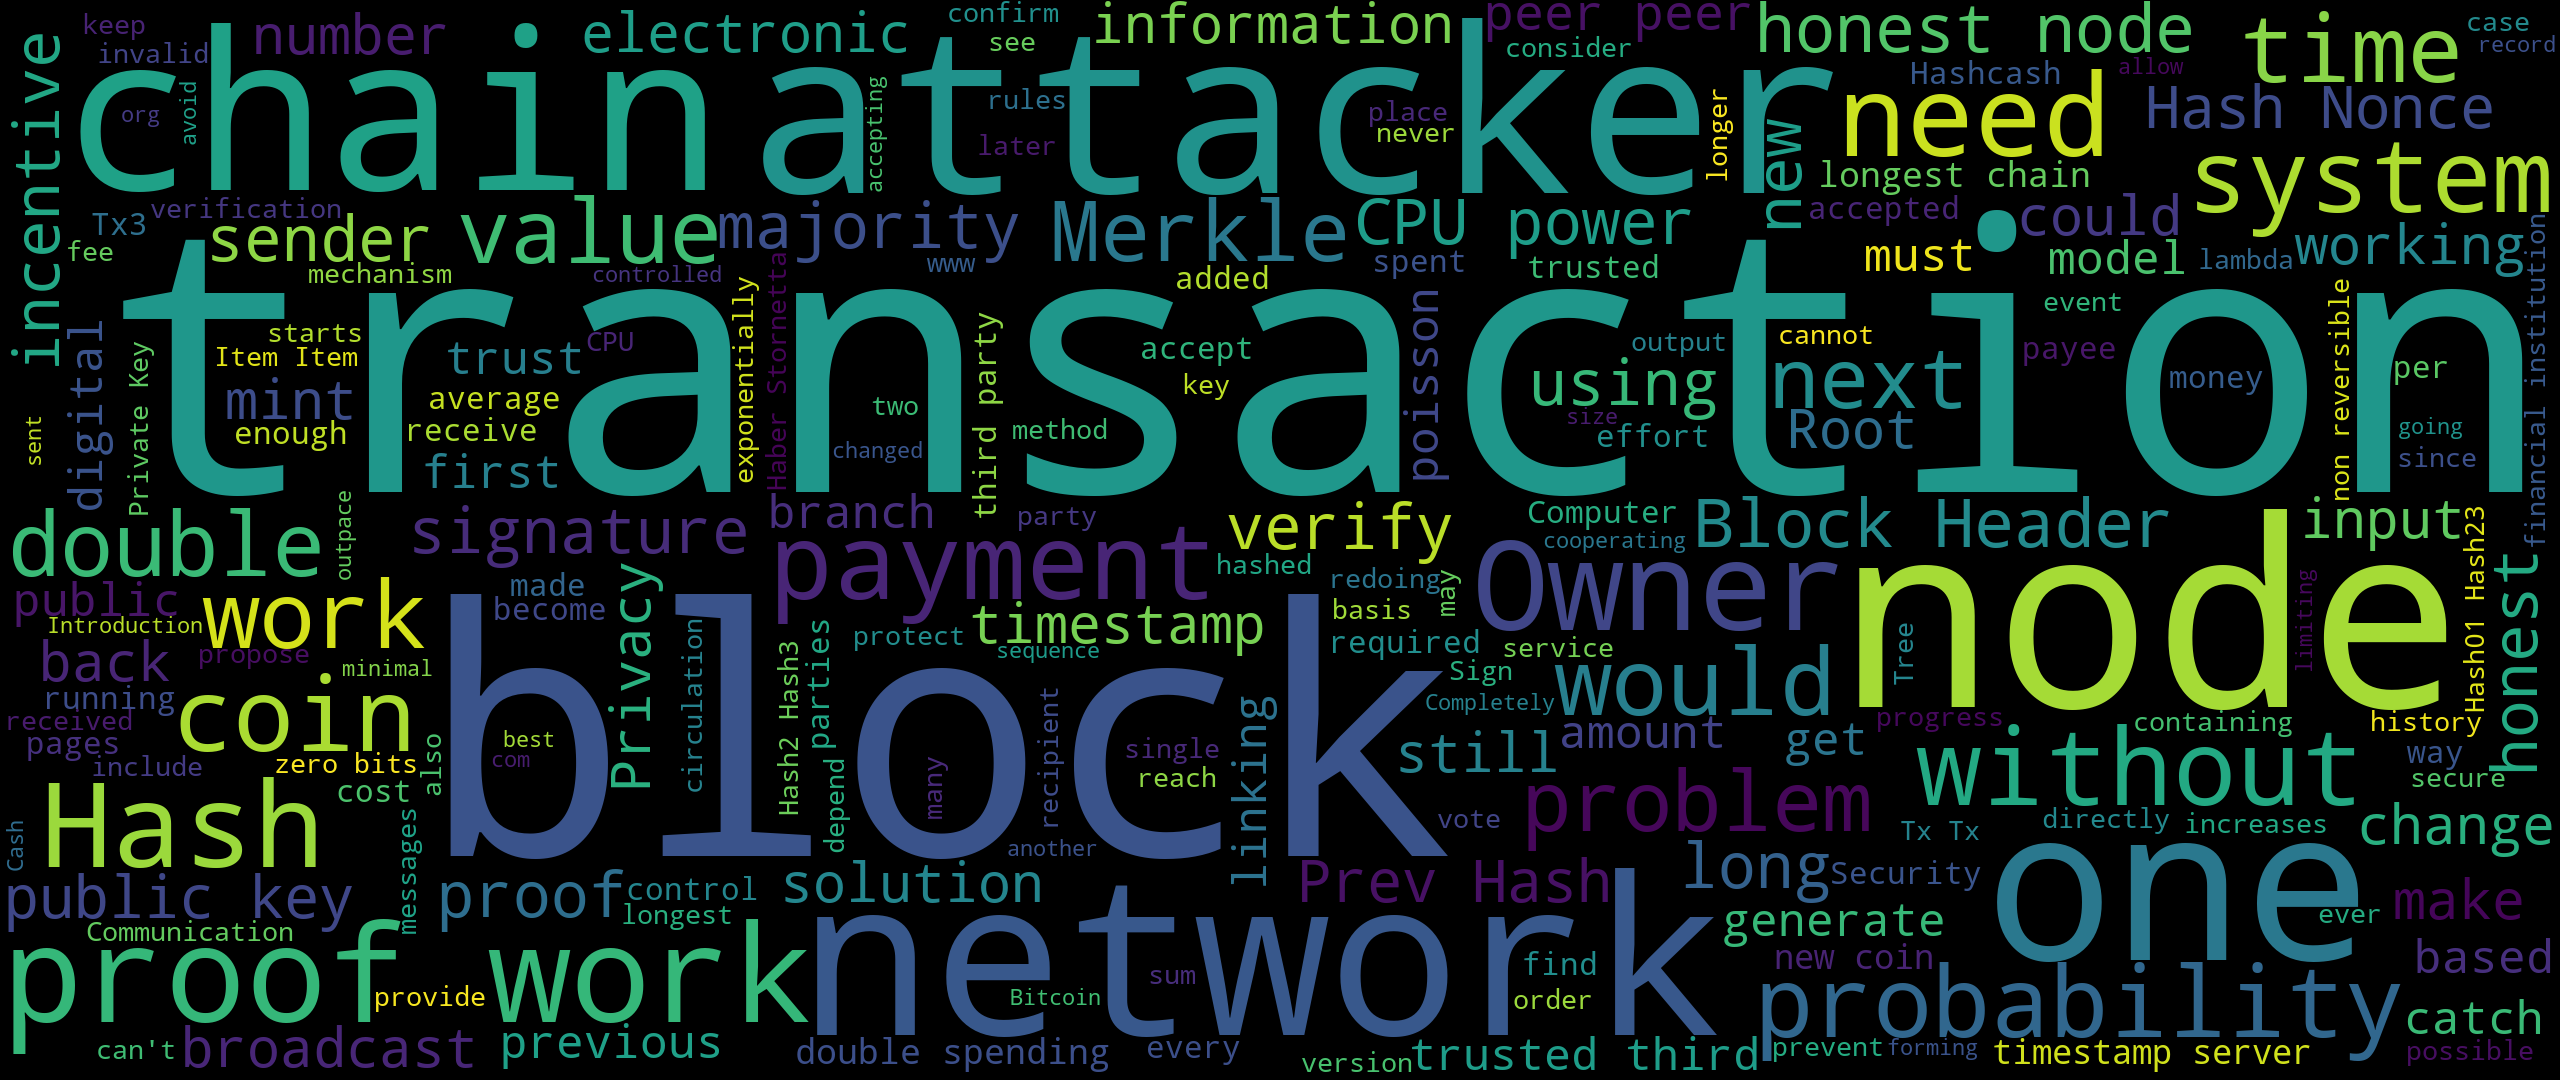 keep
number
electronic
confirm
information
peer peer
honest node
time
case
record
invalid
see
consider
incentive
chain
attacker
Hashcash
allow
need
Hash Nonce
org
avoid
accepting
rules
later
place
never
longer
new
longest chain
system
Tx3
verification
sender
value
majority
Merkle
CPU power
accepted
could
fee
mechanism
controlled
www
added
spent
trusted
must
model
lambda
working
transaction
event
digital
Private Key
starts
Item Item
trust
CPU
exponentially
Haber Stornetta
third party
accept
key
poisson
output
cannot
payee
money
per
non reversible
financial institution
mint
average
two
using
next
enough
receive
method
size
effort
Root
going
sent
first
changed
since
double
outpace
signature
branch
party
verify
Computer
Block Header
input
payment
hashed
cooperating
Owner
node
Hash01 Hash23
honest
public
work
made
become
Privacy
timestamp
redoing
basis
may
limiting
Introduction
propose
circulation
Hash2 Hash3
parties
protect
sequence
required
service
Tree
back
minimal
block
Sign
would
running
coin
recipient
linking
Completely
received
progress
containing
history
pages
also
best
single
still
amount
get
without
way
include
zero bits
com
depend
many
reach
problem
secure
Hash
cost
vote
Tx Tx
directly
increases
change
Cash
messages
another
one
public key
proof
control
solution
Prev Hash
long
Security
longest
generate
ever
make
Communication
proof work
network
find
new coin
based
provide
sum
Bitcoin
order
probability
catch
can't
broadcast
previous
double spending
every
version
trusted third
prevent
forming
timestamp server
possible